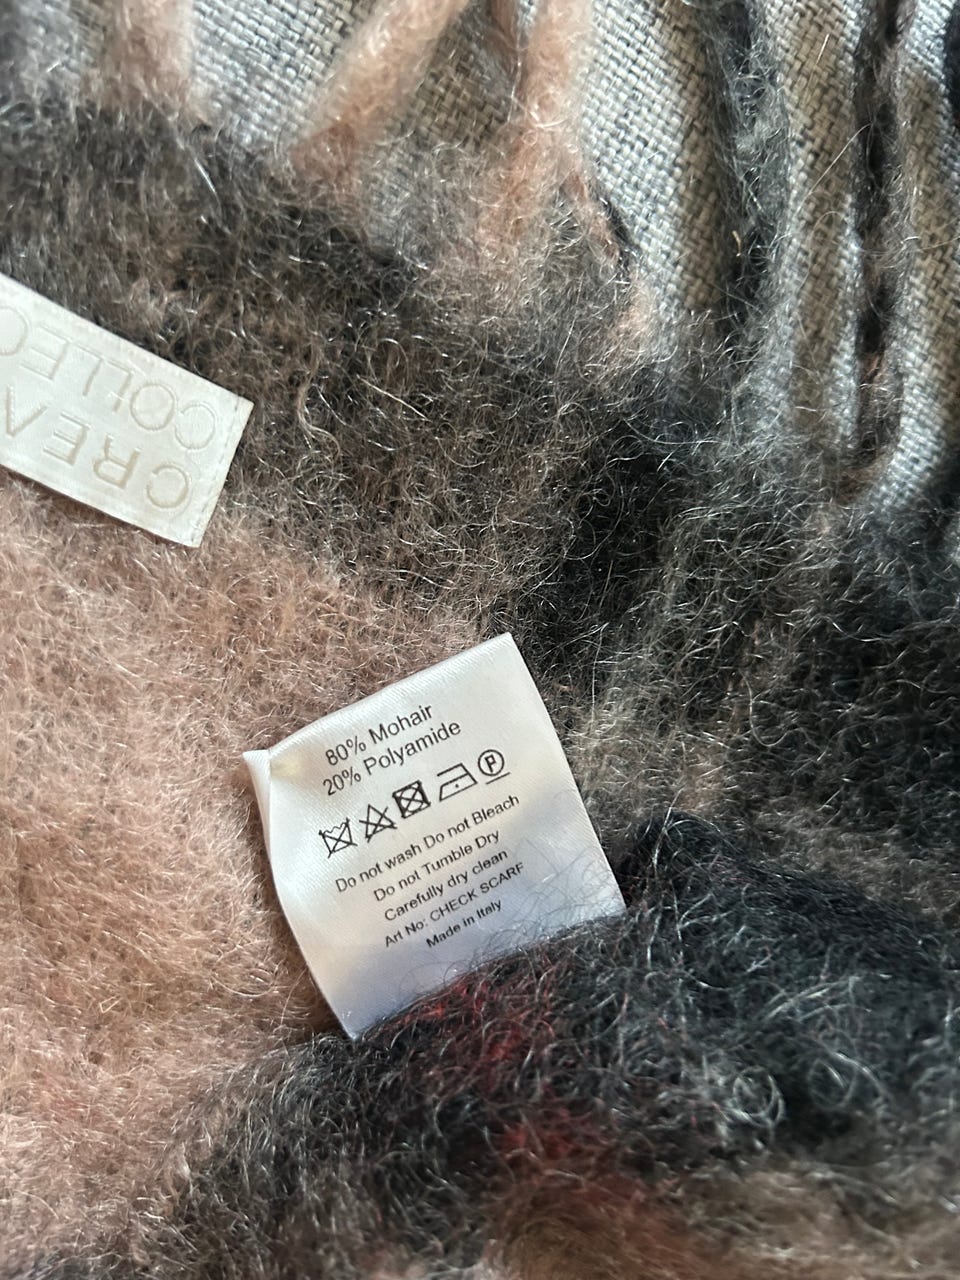 80% Mohair
20% Polyamide
P
Do not wash Do not Bleach
Do not Tumble Dry
Carefully dry clean
Art No: CHECK SCARF
Made in Italy